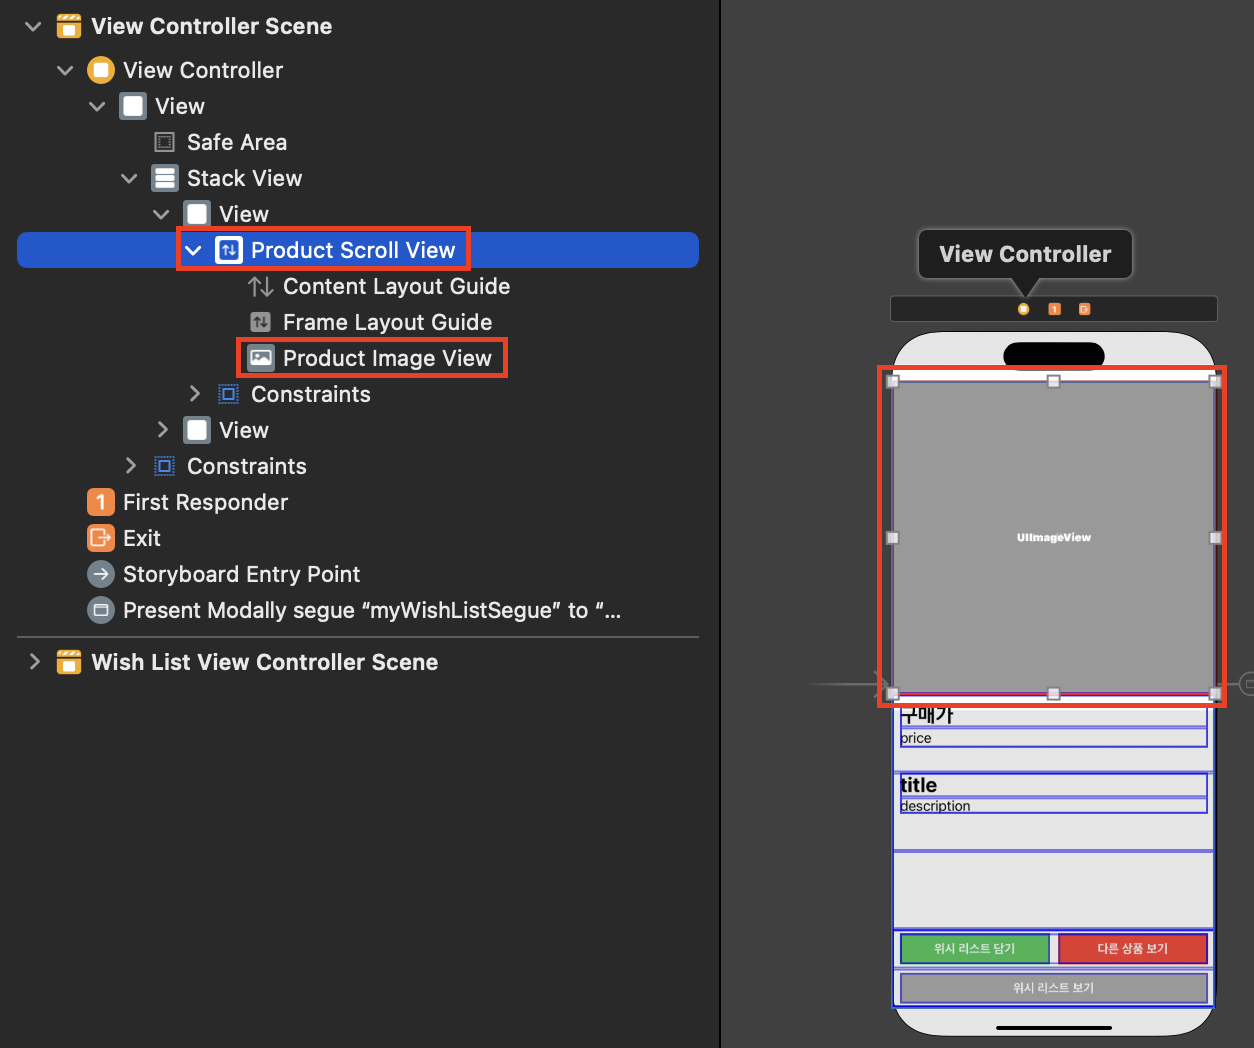 View Controller Scene
View Controller
View
Safe Area
Stack View
View
Product Scroll View
Content Layout Guide
Frame Layout Guide
Product Image View
Constraints
View
Constraints
1 First Responder
Exit
Storyboard Entry Point
Present Modally segue “myWishListSegue” to “...
Wish List View Controller Scene
View Controller
1
UIImageView
구매가
price
title
description
위시 리스트 담기
다른 상품 보기
위시 리스트 보기